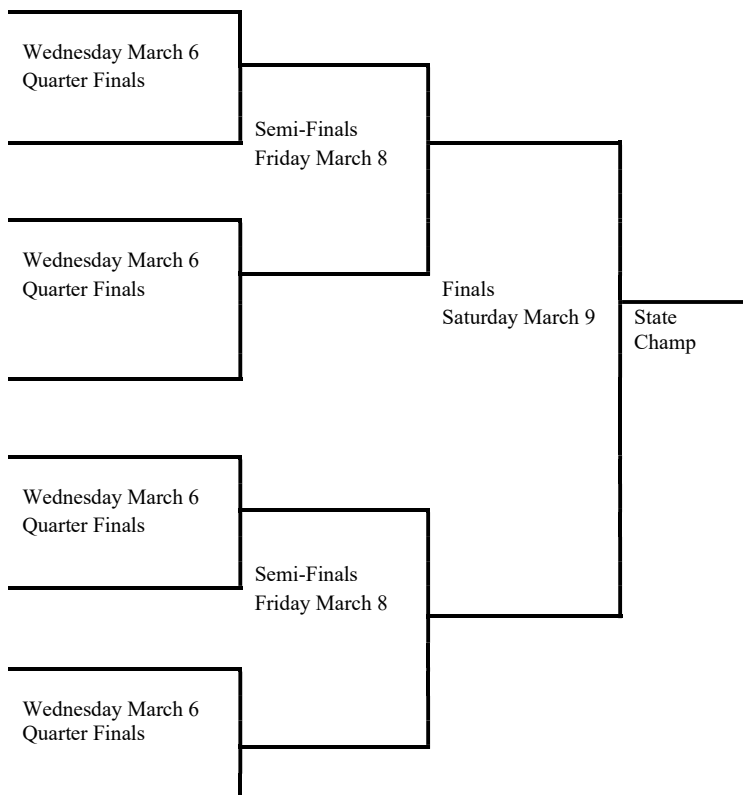 Wednesday March 6
Quarter Finals
Semi-Finals
Friday March 8
Wednesday March 6
Quarter Finals
Finals
Saturday March 9
State
Champ
Wednesday March 6
Quarter Finals
Semi-Finals
Friday March 8
Wednesday March 6
Quarter Finals